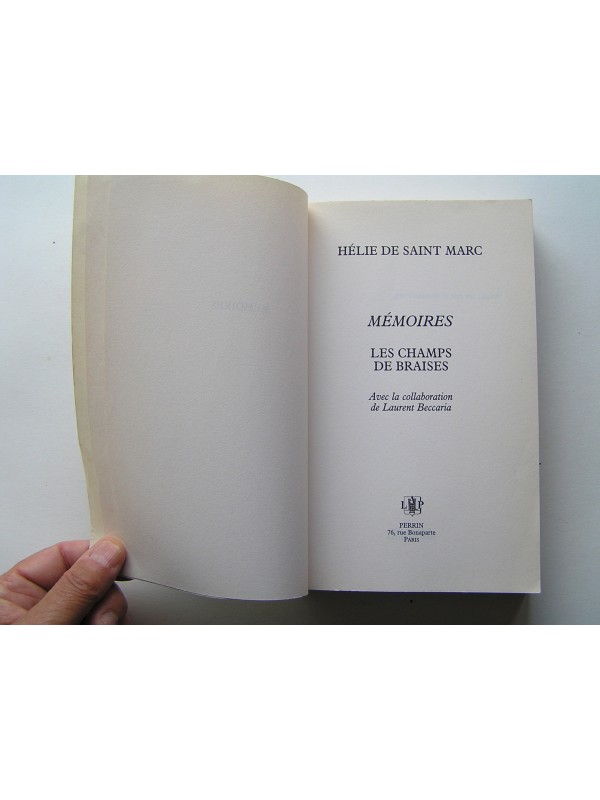 HÉLIE DE SAINT MARC
MÉMOIRES
LES CHAMPS
DE BRAISES
Avec la collaboration
de Laurent Beccaria
PERRIN
76, rue Bonaparte
PARIS